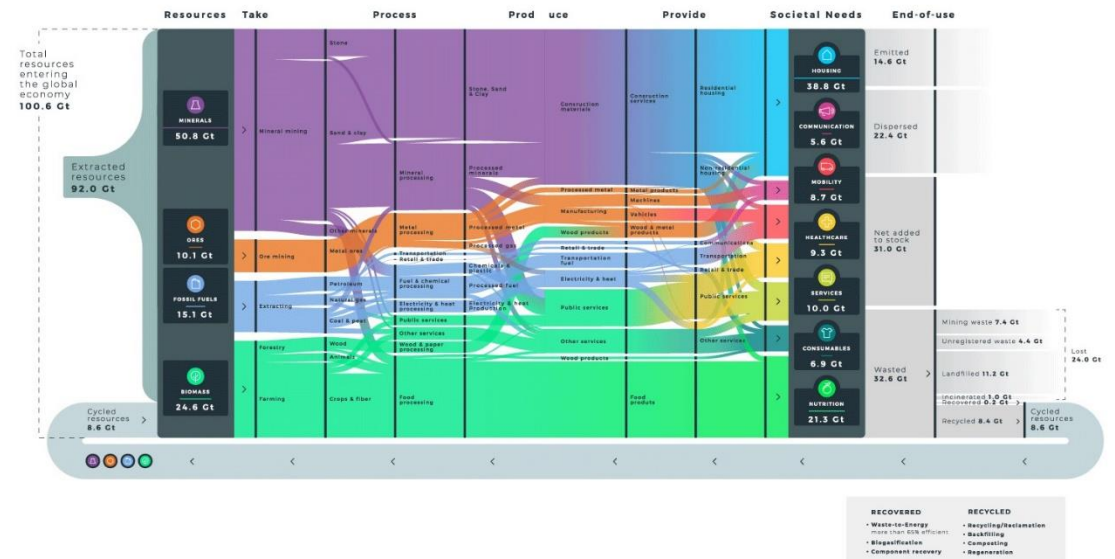 Resources Take Process Prod uce Provide Societal Needs End-of-use
Total
resources
entering
the global
economy
100.6 Gt
Extracted
resources
92.0 Gt
Cycled
resources
8.6 Gt
MINERALS
50.8 Gt
ORES
10.1 Gt
FOSSIL FUELS
15.1 Gt
BIOMASS
24.6 Gt
Mineral mining
Ore mining
Extracting
Forestry
Farming
Stone
Sand & clay
Other minerals
Metal ores
Petroleum
Natural gas
Coal & peat
Wood
Animals
Crops & fiber
Mineral
processing
Metal
processing
Transportation
Retail & trade
Fuel & chemical
processing
Electricity & heat
processing
Public services
Other services
Wood & paper
processing
Food
processing
Stone, Sand
& Clay
Processed
minerals
Processed metal
Processed gas
Chemicals &
plastic
Processed fuel
Electricity & heat
Production
Construction
materials
Processed metal
Manufacturing
Wood products
Retail & trade
Transportation
fuel
Electricity & heat
Public services
Other services
Wood products
Construction
services
Metal products
Machines
Vehicles
Wood & metal
products
Food
produts
Residential
housing
Non residential
housing
Communications
Transportation
Retail & trade
Public services
Other services
HOUSING
38.8 Gt
COMMUNICATION
5.6 Gt
MOBILITY
8.7 Gt
HEALTHCARE
9.3 Gt
SERVICES
10.0 Gt
CONSUMABLES
6.9 Gt
NUTRITION
21.3 Gt
Emitted
14.6 Gt
Dispersed
22.4 Gt
Net added
to stock
31.0 Gt
Wasted
32.6 Gt
Mining waste 7.4 Gt
Unregistered waste 4.4 Gt
Landfilled 11.2 Gt
Incinerated 1.0 Gt
Recovered 0.2 Gt
Recycled 8.4 Gt
Lost
24.0 Gt
Cycled
resources
8.6 Gt
RECOVERED
• Waste-to-Energy
more than 65% efficient
• Biogasification
• Component recovery
RECYCLED
• Recycling/Reclamation
• Backfilling
• Composting
• Regeneration